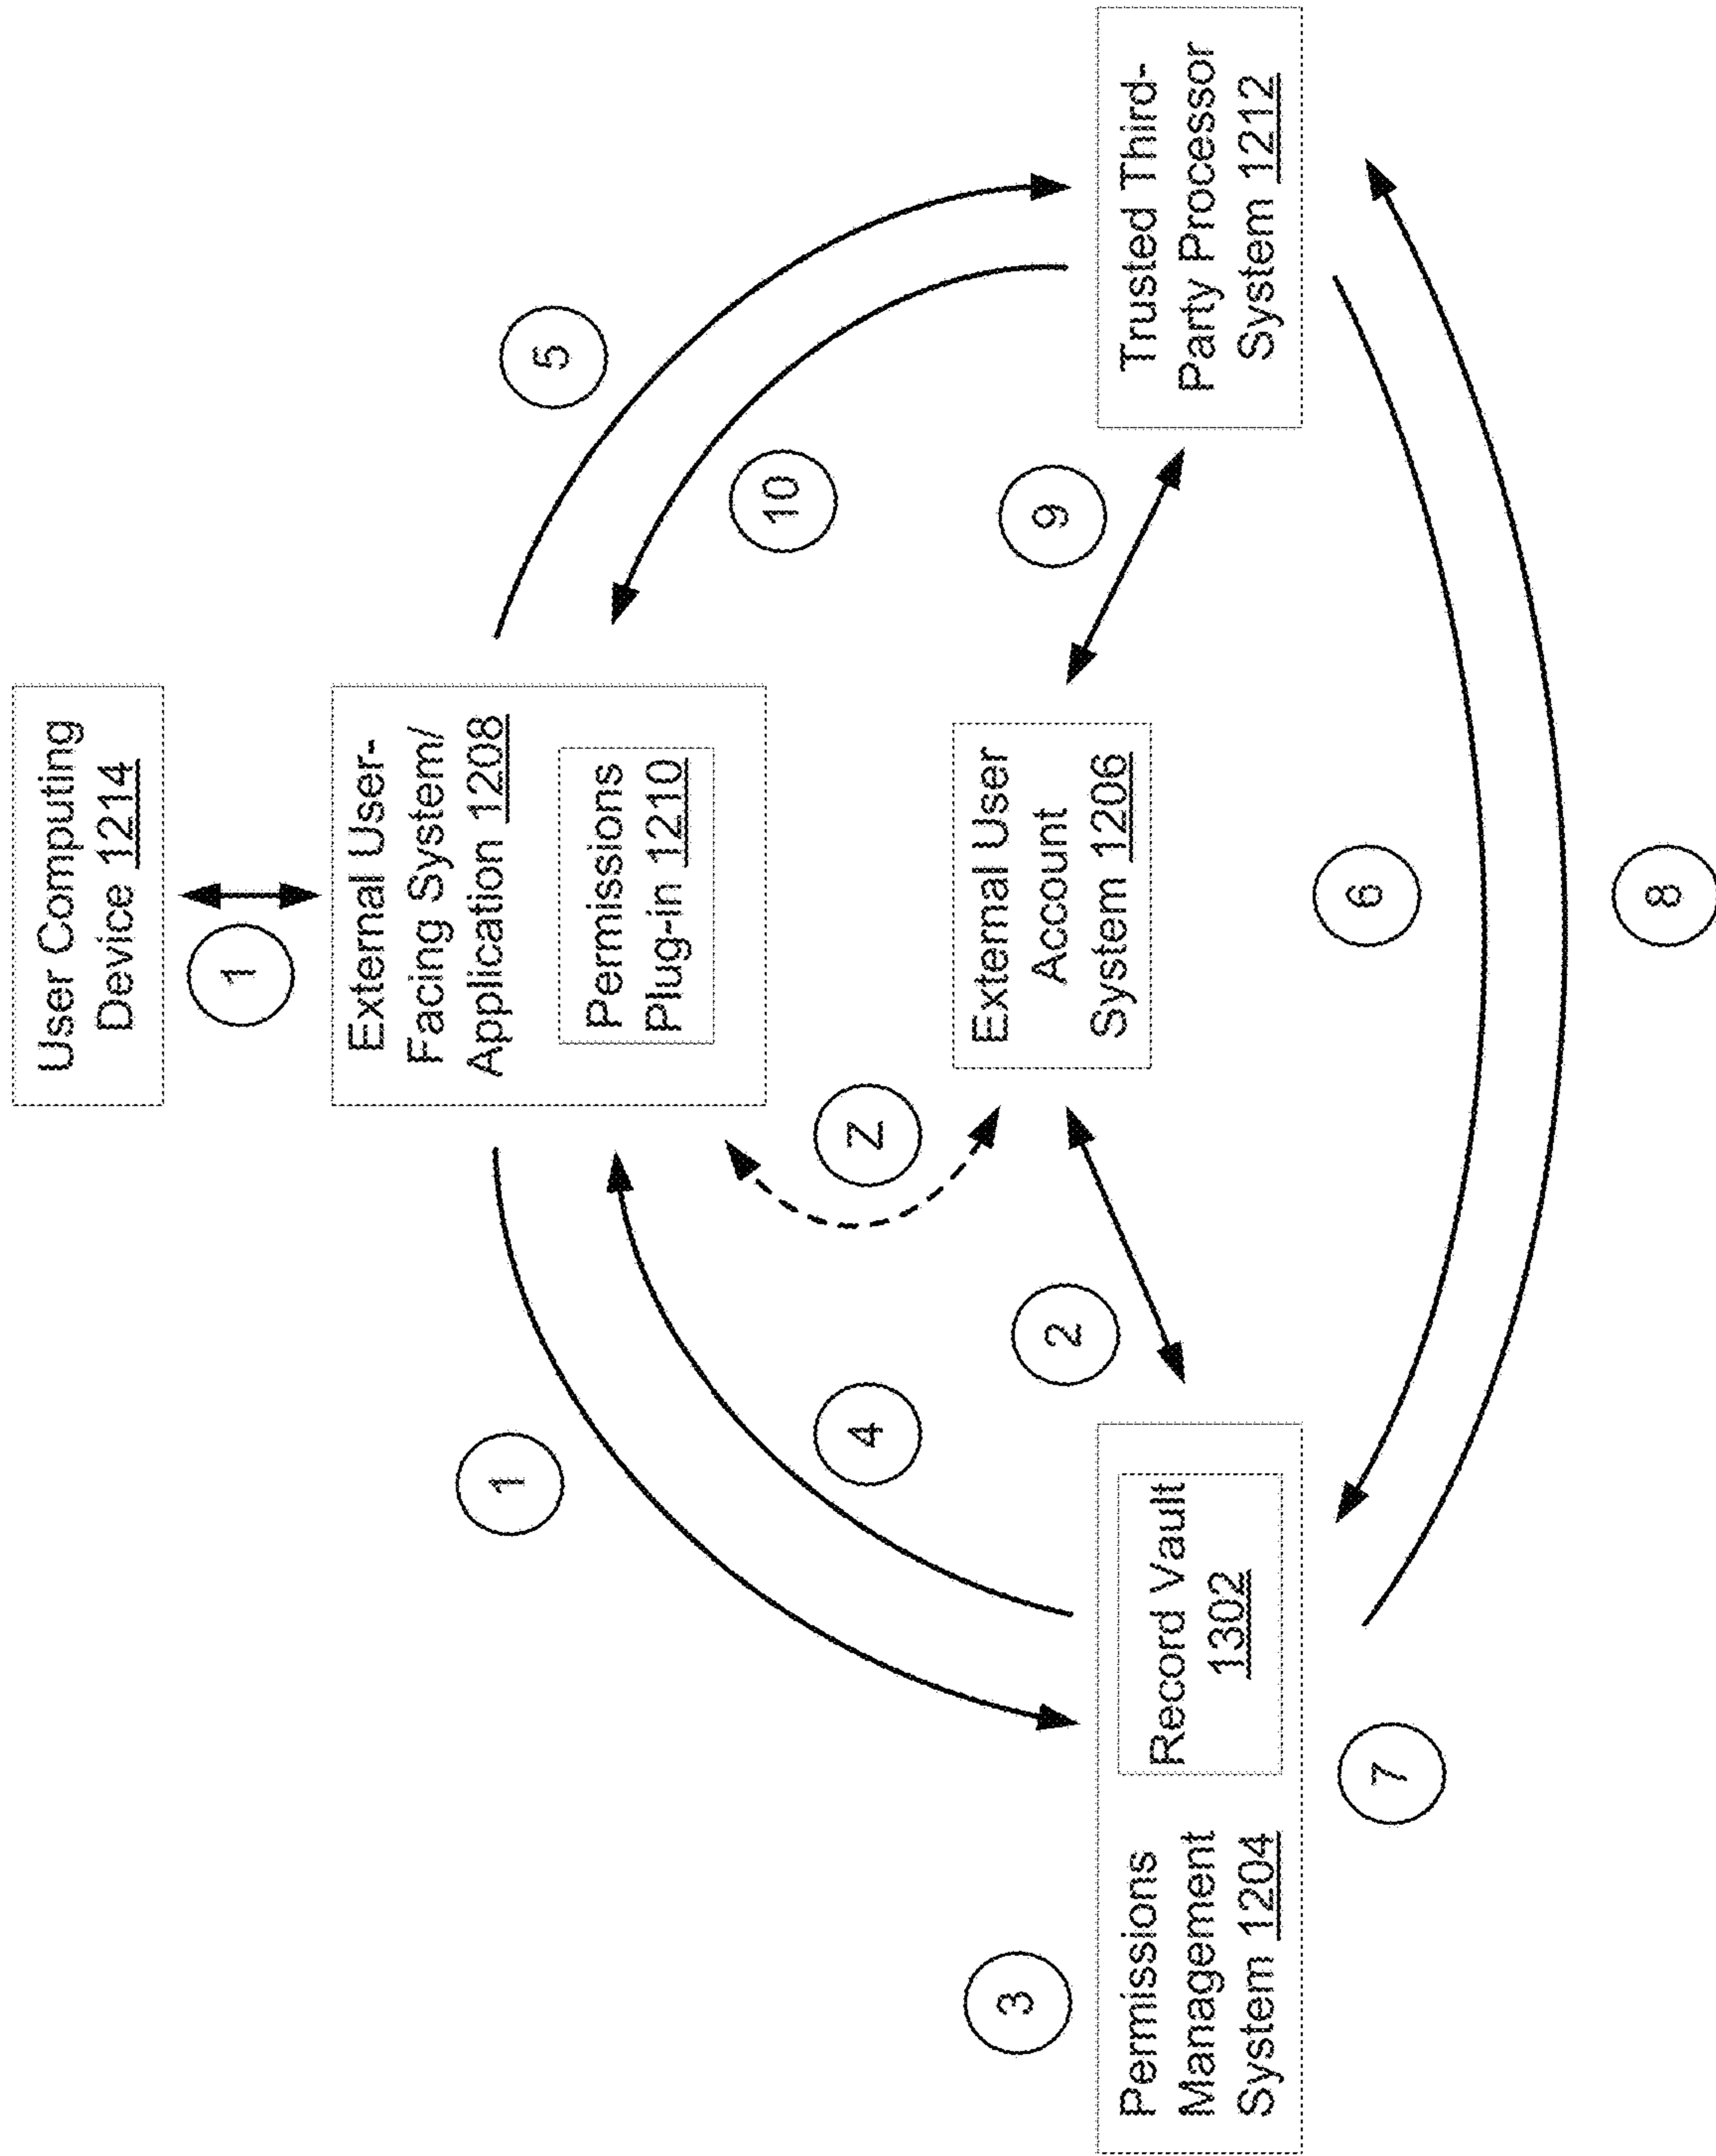 User Computing
Device 1214
1
External User-
Facing System/
Application 1208
1
5
Permissions
Plug-in 1210
10
4
Z
External User
Account
System 1206
3
2
9
Permissions
Management
System 1204
Record Vault
1302
Trusted Third-
Party Processor
System 1212
7
6
8